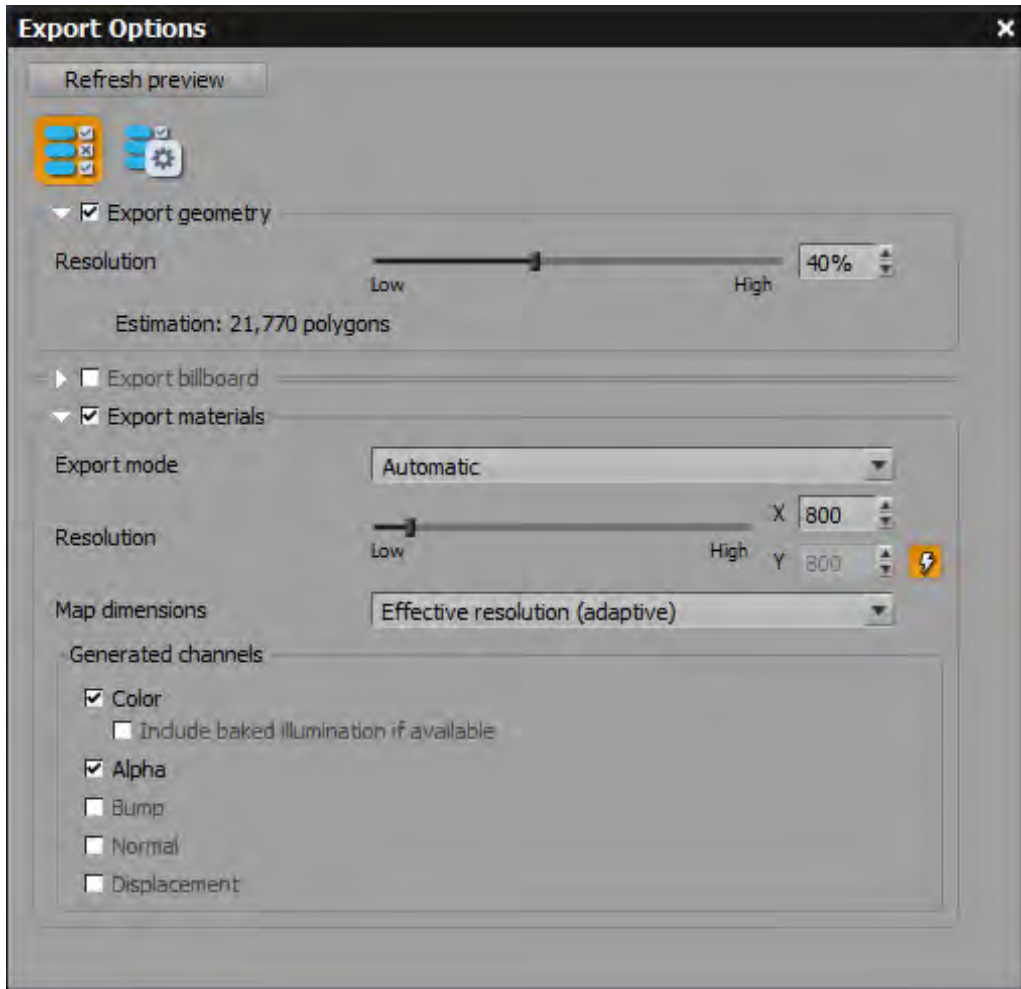 Export Options
Refresh preview
Export geometry
Resolution 40%
Low High
Estimation: 21,770 polygons
Export billboard
Export materials
Export mode Automatic
X 800
Resolution
Low High Y 800
Map dimensions Effective resolution (adaptive)
Generated channels
Color
Include baked illumination if available
Alpha
Bump
Normal
Displacement